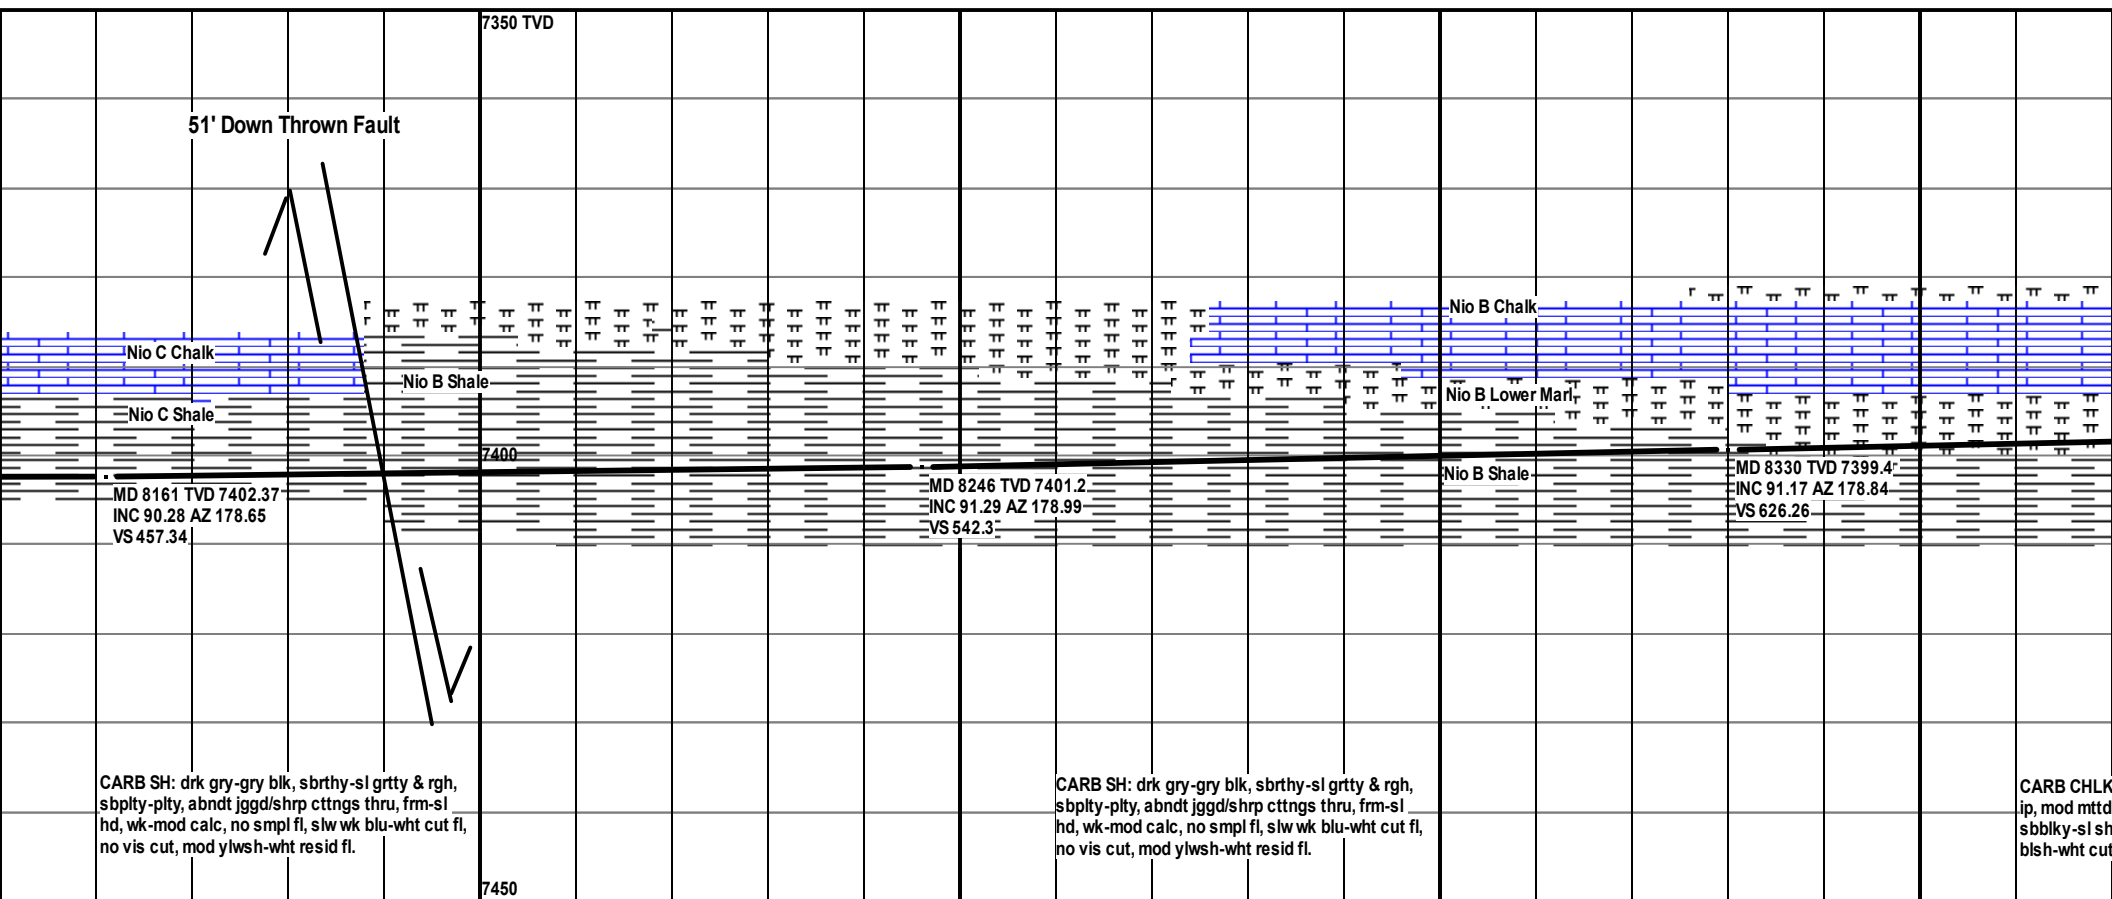 7350 TVD
51' Down Thrown Fault
Nio B Chalk
Nio C Chalk
Nio B Shale
Nio B Lower Marl
Nio C Shale
7400
MD 8161 TVD 7402.37
INC 90.28 AZ 178.65
VS 457.34
MD 8246 TVD 7401.2
INC 91.29 AZ 178.99
VS 542.3
Nio B Shale
MD 8330 TVD 7399.4
INC 91.17 AZ 178.84
VS 626.26
CARB SH: drk gry-gry blk, sbrthy-sl grtty & rgh,
sbplty-plty, abndt jggd/shrp cttngs thru, frm-sl
hd, wk-mod calc, no smpl fl, slw wk blu-wht cut fl,
no vis cut, mod ylwsh-wht resid fl.
CARB SH: drk gry-gry blk, sbrthy-sl grtty & rgh,
sbplty-plty, abndt jggd/shrp cttngs thru, frm-sl
hd, wk-mod calc, no smpl fl, slw wk blu-wht cut fl,
no vis cut, mod ylwsh-wht resid fl.
CARB CHLK
ip, mod mttd
sbblky-sl sh
blsh-wht cut
7450